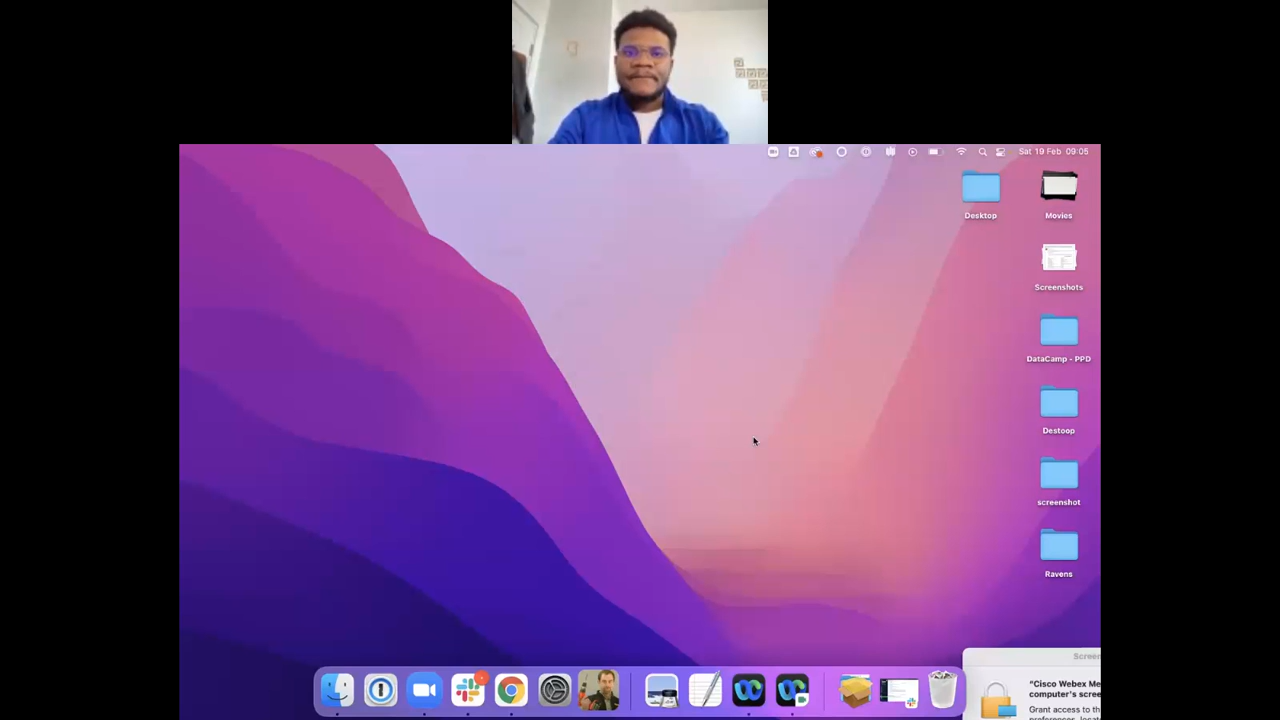 Sat 19 Feb 09:05
Desktop
Movies
Screenshots
DataCamp - PPD
Destoop
screenshot
Ravens
Screen
"Cisco Webex Me
computer's scree
Grant access to th